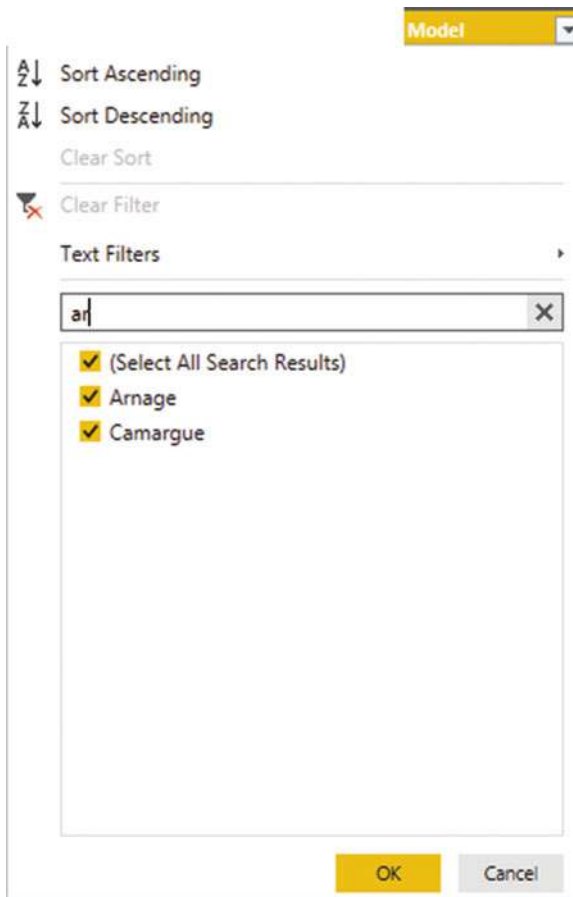 Model
Sort Ascending
Sort Descending
Clear Sort
Clear Filter
Text Filters
ar
(Select All Search Results)
Arnage
Camargue
OK Cancel